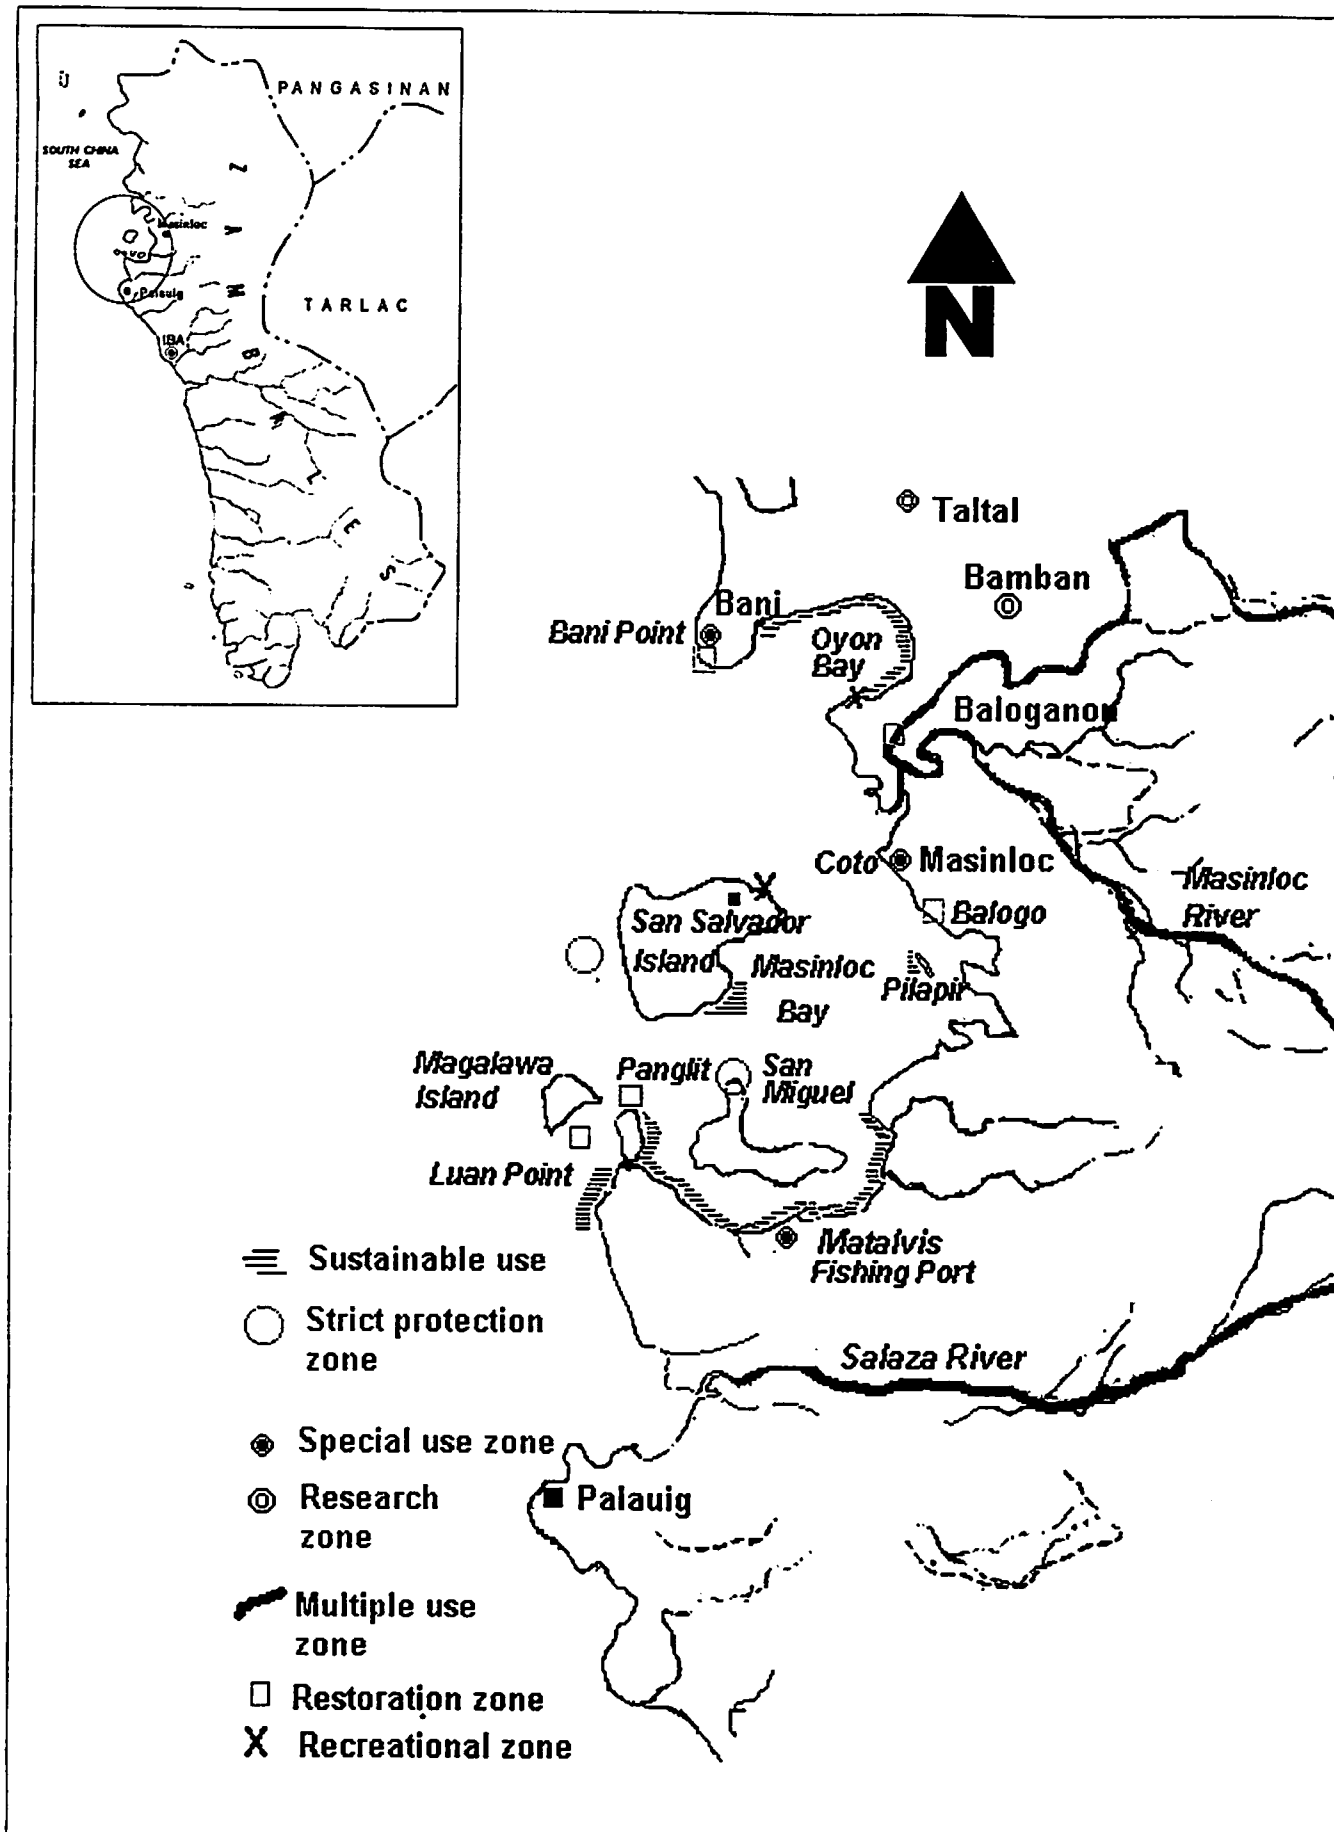 PANGASINAN
SOUTH CHINA
SEA
Masinloc
Palauig
TARLAC
IBA
Z
A
M
B
A
L
E
S
N
Taltal
Bamban
Bani
Bani Point
Oyon
Bay
Baloganon
Coto
Masinloc
Masinloc
River
Balogo
San Salvador
Island
Masinloc
Bay
Pilapir
Magalawa
Island
Panglit
San
Miguel
Luan Point
Matalvis
Fishing Port
Salaza River
Palauig
Sustainable use
Strict protection
zone
Special use zone
Research
zone
Multiple use
zone
Restoration zone
Recreational zone